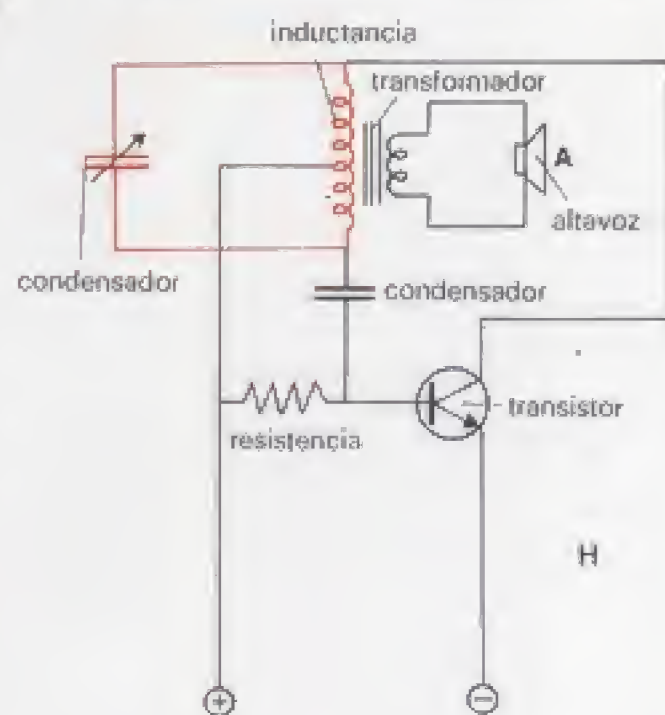 inductancia
transformador
A
altavoz
condensador
condensador
transistor
resistencia
H
+
−